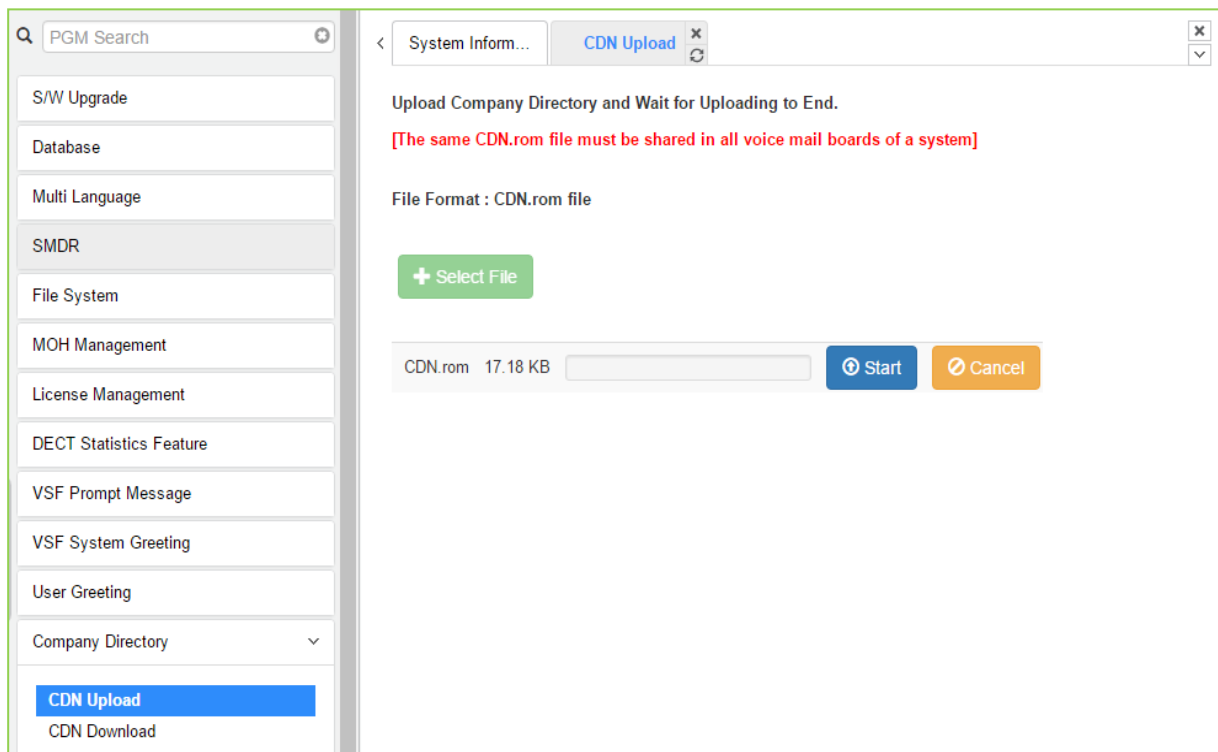 PGM Search
S/W Upgrade
Database
Multi Language
SMDR
File System
MOH Management
License Management
DECT Statistics Feature
VSF Prompt Message
VSF System Greeting
User Greeting
Company Directory
CDN Upload
CDN Download
System Inform...
CDN Upload
Upload Company Directory and Wait for Uploading to End.
[The same CDN.rom file must be shared in all voice mail boards of a system]
File Format : CDN.rom file
Select File
CDN.rom 17.18 KB Start Cancel